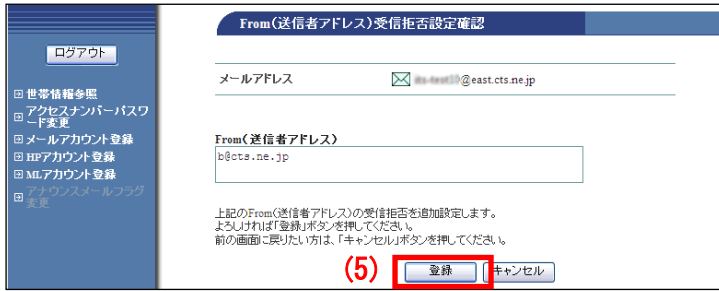 From(送信者アドレス)受信拒否設定確認
ログアウト
世帯情報参照
アクセスナンバーパスワ
ード変更
メールアカウント登録
HPアカウント登録
MLアカウント登録
アナウンスメールフラグ
変更
メールアドレス
@east.cts.ne.jp
From(送信者アドレス)
b@cts.ne.jp
上記のFrom(送信者アドレス)の受信拒否を追加設定します。
よろしければ「登録」ボタンを押してください。
前の画面に戻りたい方は、「キャンセル」ボタンを押してください。
(5) 登録 キャンセル